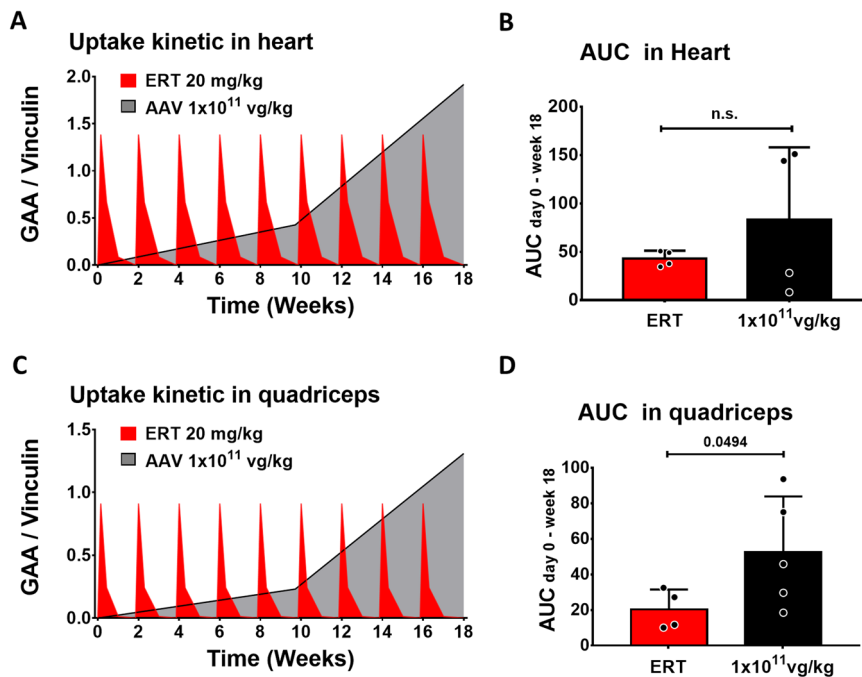 A
Uptake kinetic in heart
ERT 20 mg/kg
AAV 1x10¹¹ vg/kg
GAA / Vinculin
2.0
1.5
1.0
0.5
0.0
0 2 4 6 8 10 12 14 16 18
Time (Weeks)
B
AUC in Heart
n.s.
AUC day 0 - week 18
200
150
100
50
0
ERT 1x10¹¹vg/kg
C
Uptake kinetic in quadriceps
ERT 20 mg/kg
AAV 1x10¹¹ vg/kg
GAA / Vinculin
1.5
1.0
0.5
0.0
0 2 4 6 8 10 12 14 16 18
Time (Weeks)
D
AUC in quadriceps
0.0494
AUC day 0 - week 18
100
80
60
40
20
0
ERT 1x10¹¹vg/kg